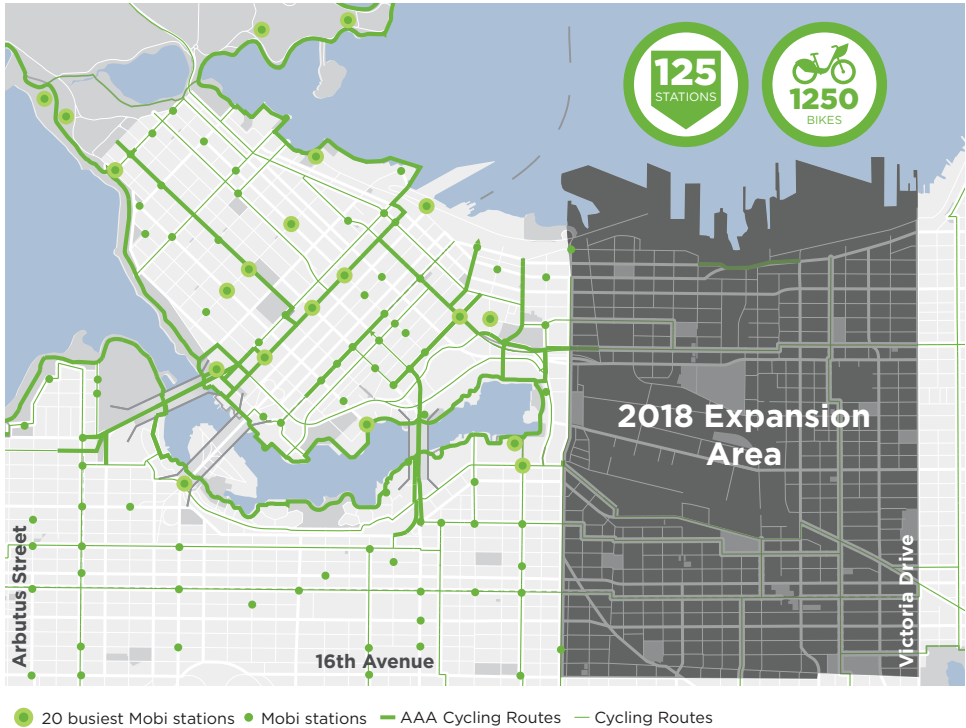 125
STATIONS
1250
BIKES
2018 Expansion
Area
Arbutus Street
16th Avenue
Victoria Drive
20 busiest Mobi stations
Mobi stations
AAA Cycling Routes
Cycling Routes